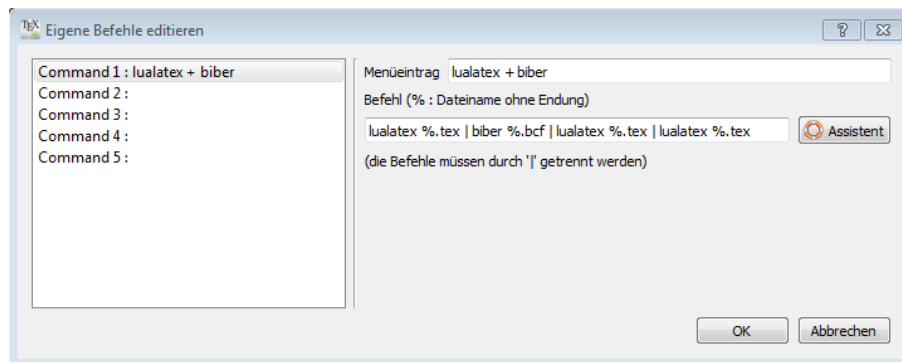 TEX Eigene Befehle editieren
Command 1 : lualatex + biber
Command 2 :
Command 3 :
Command 4 :
Command 5 :
Menüeintrag lualatex + biber
Befehl (% : Dateiname ohne Endung)
lualatex %.tex | biber %.bcf | lualatex %.tex | lualatex %.tex Assistent
(die Befehle müssen durch '|' getrennt werden)
OK Abbrechen